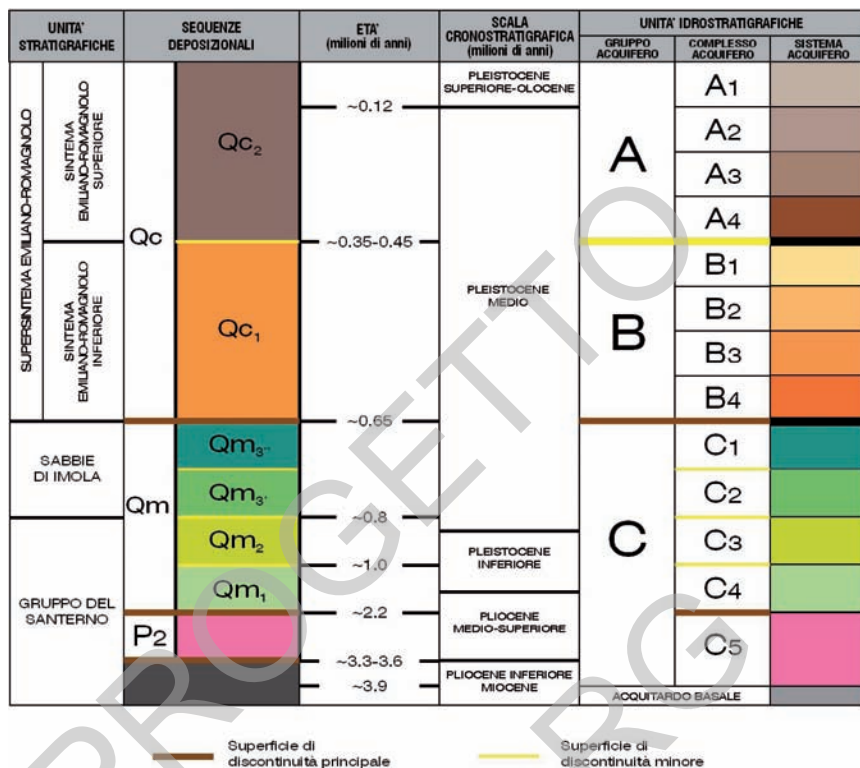 UNITA'
STRATIGRAFICHE
SEQUENZE
DEPOSIZIONALI
ETA'
(milioni di anni)
SCALA
CRONOSTRATIGRAFICA
(milioni di anni)
UNITA' IDROSTRATIGRAFICHE
GRUPPO
ACQUIFERO
COMPLESSO
ACQUIFERO
SISTEMA
ACQUIFERO
SUPERSINTEMA EMILIANO-ROMAGNOLO
SINTEMA
EMILIANO-ROMAGNOLO
SUPERIORE
SINTEMA
EMILIANO-ROMAGNOLO
INFERIORE
SABBIE
DI IMOLA
GRUPPO DEL
SANTERNO
Qc
Qc2
Qc1
Qm
Qm3''
Qm3'
Qm2
Qm1
P2
~0.12
~0.35-0.45
~0.65
~0.8
~1.0
~2.2
~3.3-3.6
~3.9
PLEISTOCENE
SUPERIORE-OLOCENE
PLEISTOCENE
MEDIO
PLEISTOCENE
INFERIORE
PLIOCENE
MEDIO-SUPERIORE
PLIOCENE INFERIORE
MIOCENE
A
A1
A2
A3
A4
B
B1
B2
B3
B4
C
C1
C2
C3
C4
C5
ACQUITARDO BASALE
Superficie di
discontinuità principale
Superficie di
discontinuità minore
PROGETTO